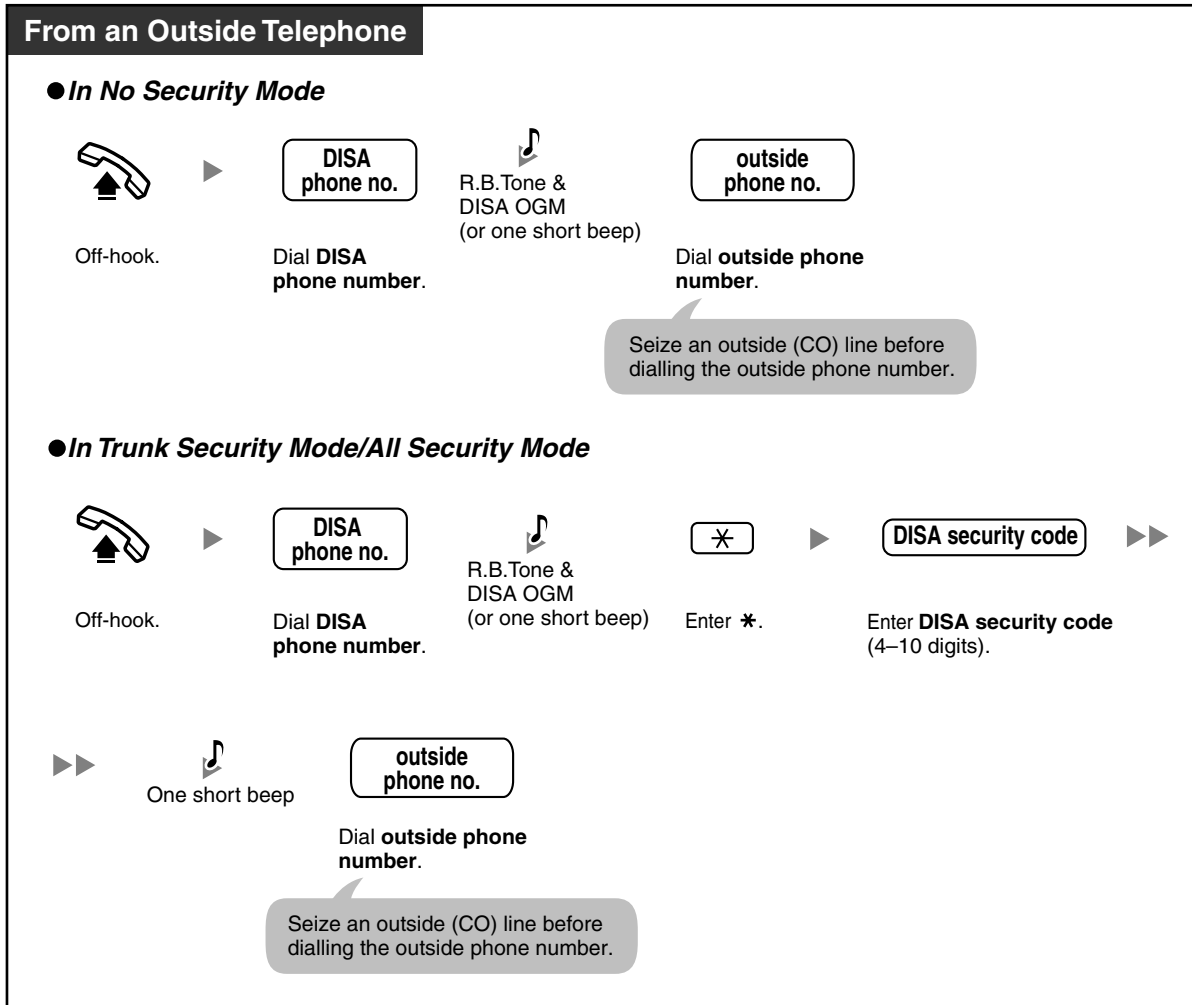 From an Outside Telephone
●In No Security Mode
DISA
phone no.
R.B.Tone &
DISA OGM
(or one short beep)
outside
phone no.
Off-hook.
Dial DISA
phone number.
Dial outside phone
number.
Seize an outside (CO) line before
dialling the outside phone number.
●In Trunk Security Mode/All Security Mode
DISA
phone no.
R.B.Tone &
DISA OGM
(or one short beep)
*
DISA security code
Off-hook.
Dial DISA
phone number.
Enter *.
Enter DISA security code
(4–10 digits).
One short beep
outside
phone no.
Dial outside phone
number.
Seize an outside (CO) line before
dialling the outside phone number.